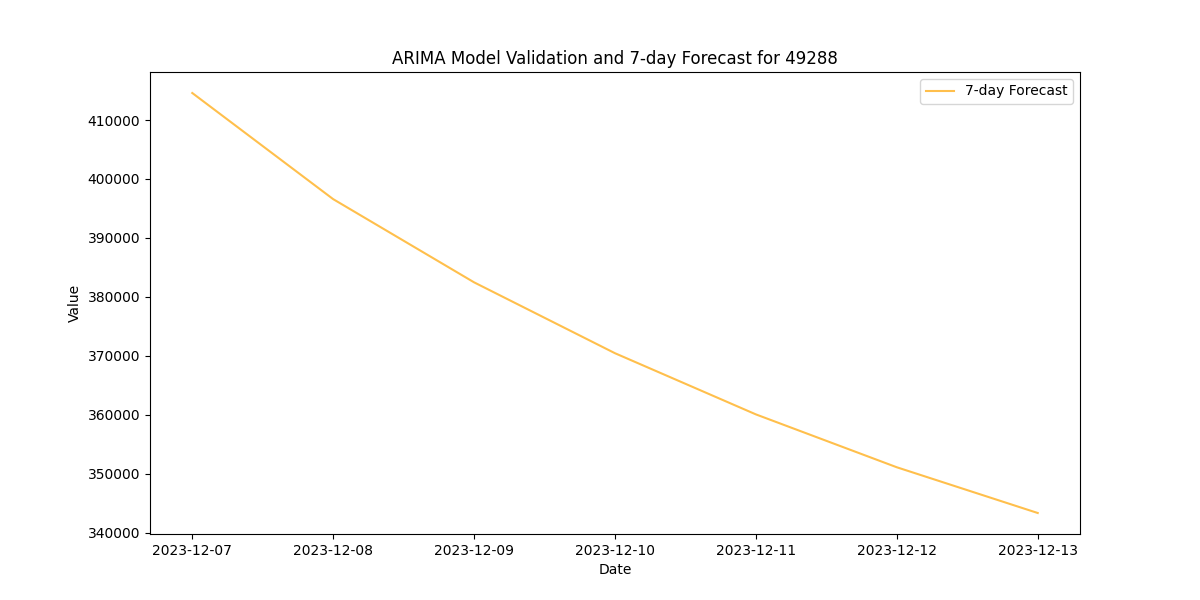 ARIMA Model Validation and 7-day Forecast for 49288
7-day Forecast
410000
400000
390000
380000
370000
360000
350000
340000
Value
2023-12-07 2023-12-08 2023-12-09 2023-12-10 2023-12-11 2023-12-12 2023-12-13
Date